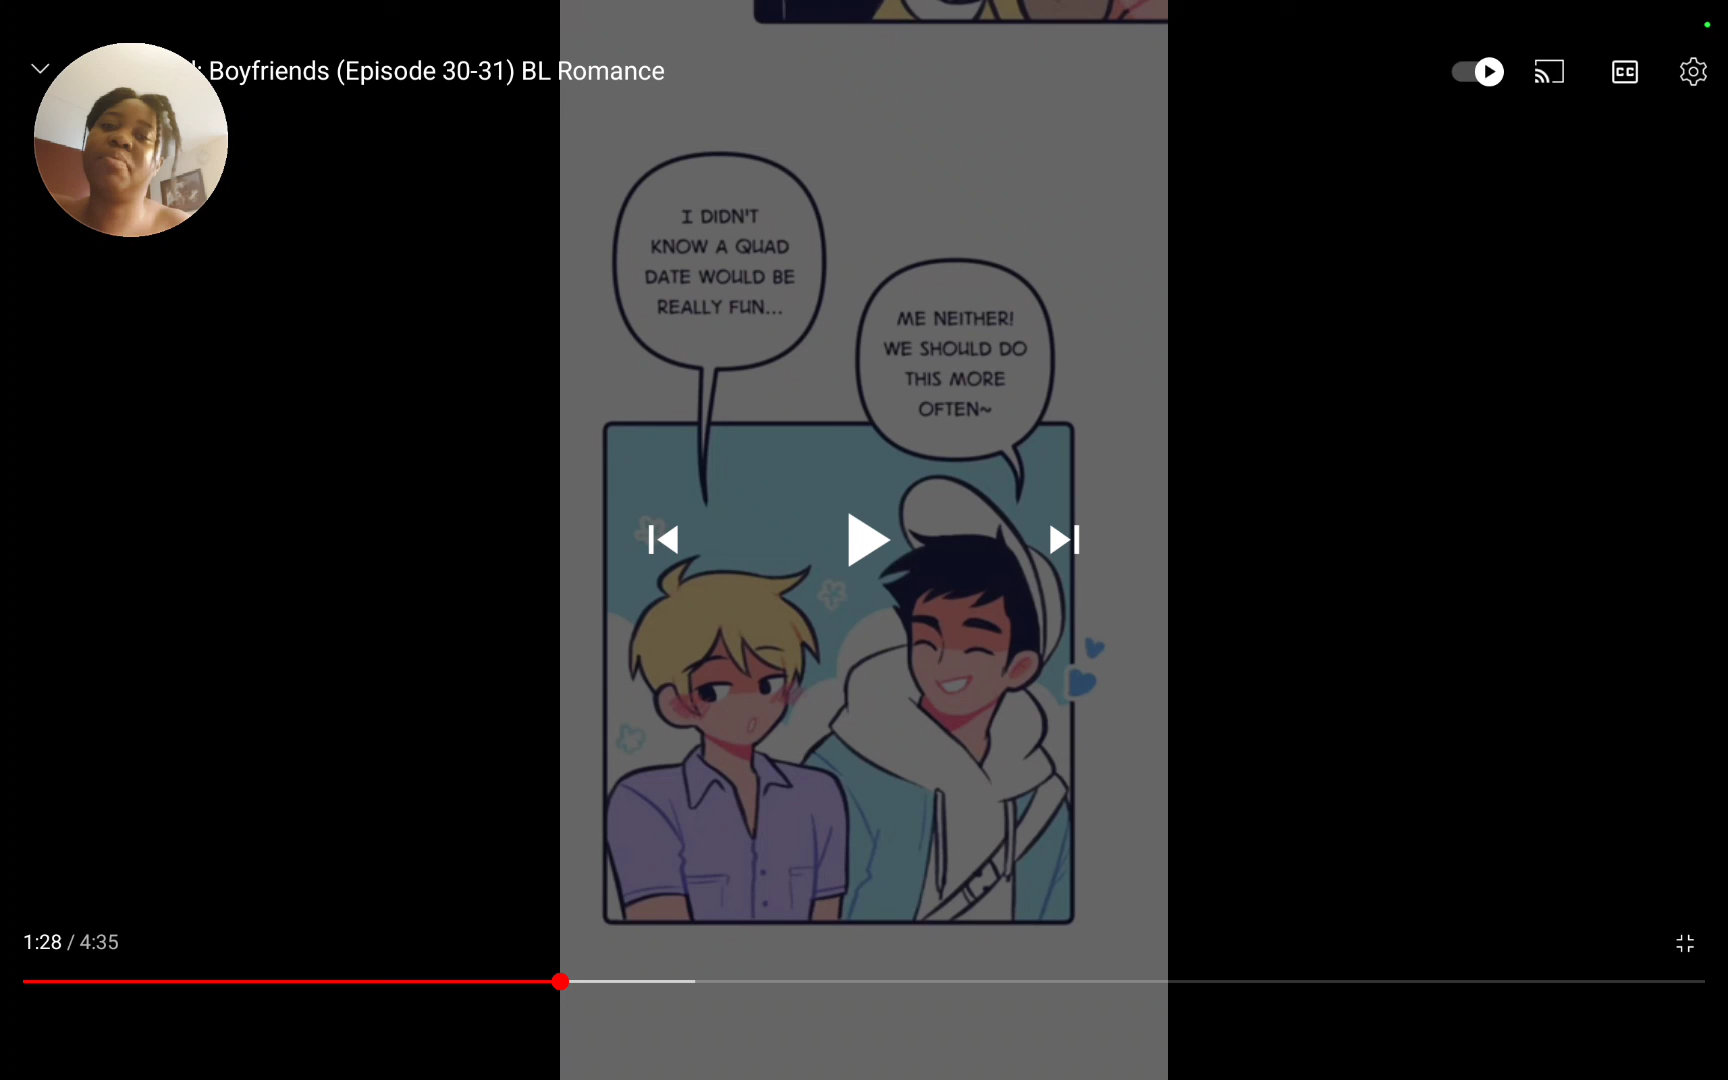 : Boyfriends (Episode 30-31) BL Romance
CC
I DIDN'T
KNOW A QUAD
DATE WOULD BE
REALLY FUN...
ME NEITHER!
WE SHOULD DO
THIS MORE
OFTEN~
1:28 / 4:35